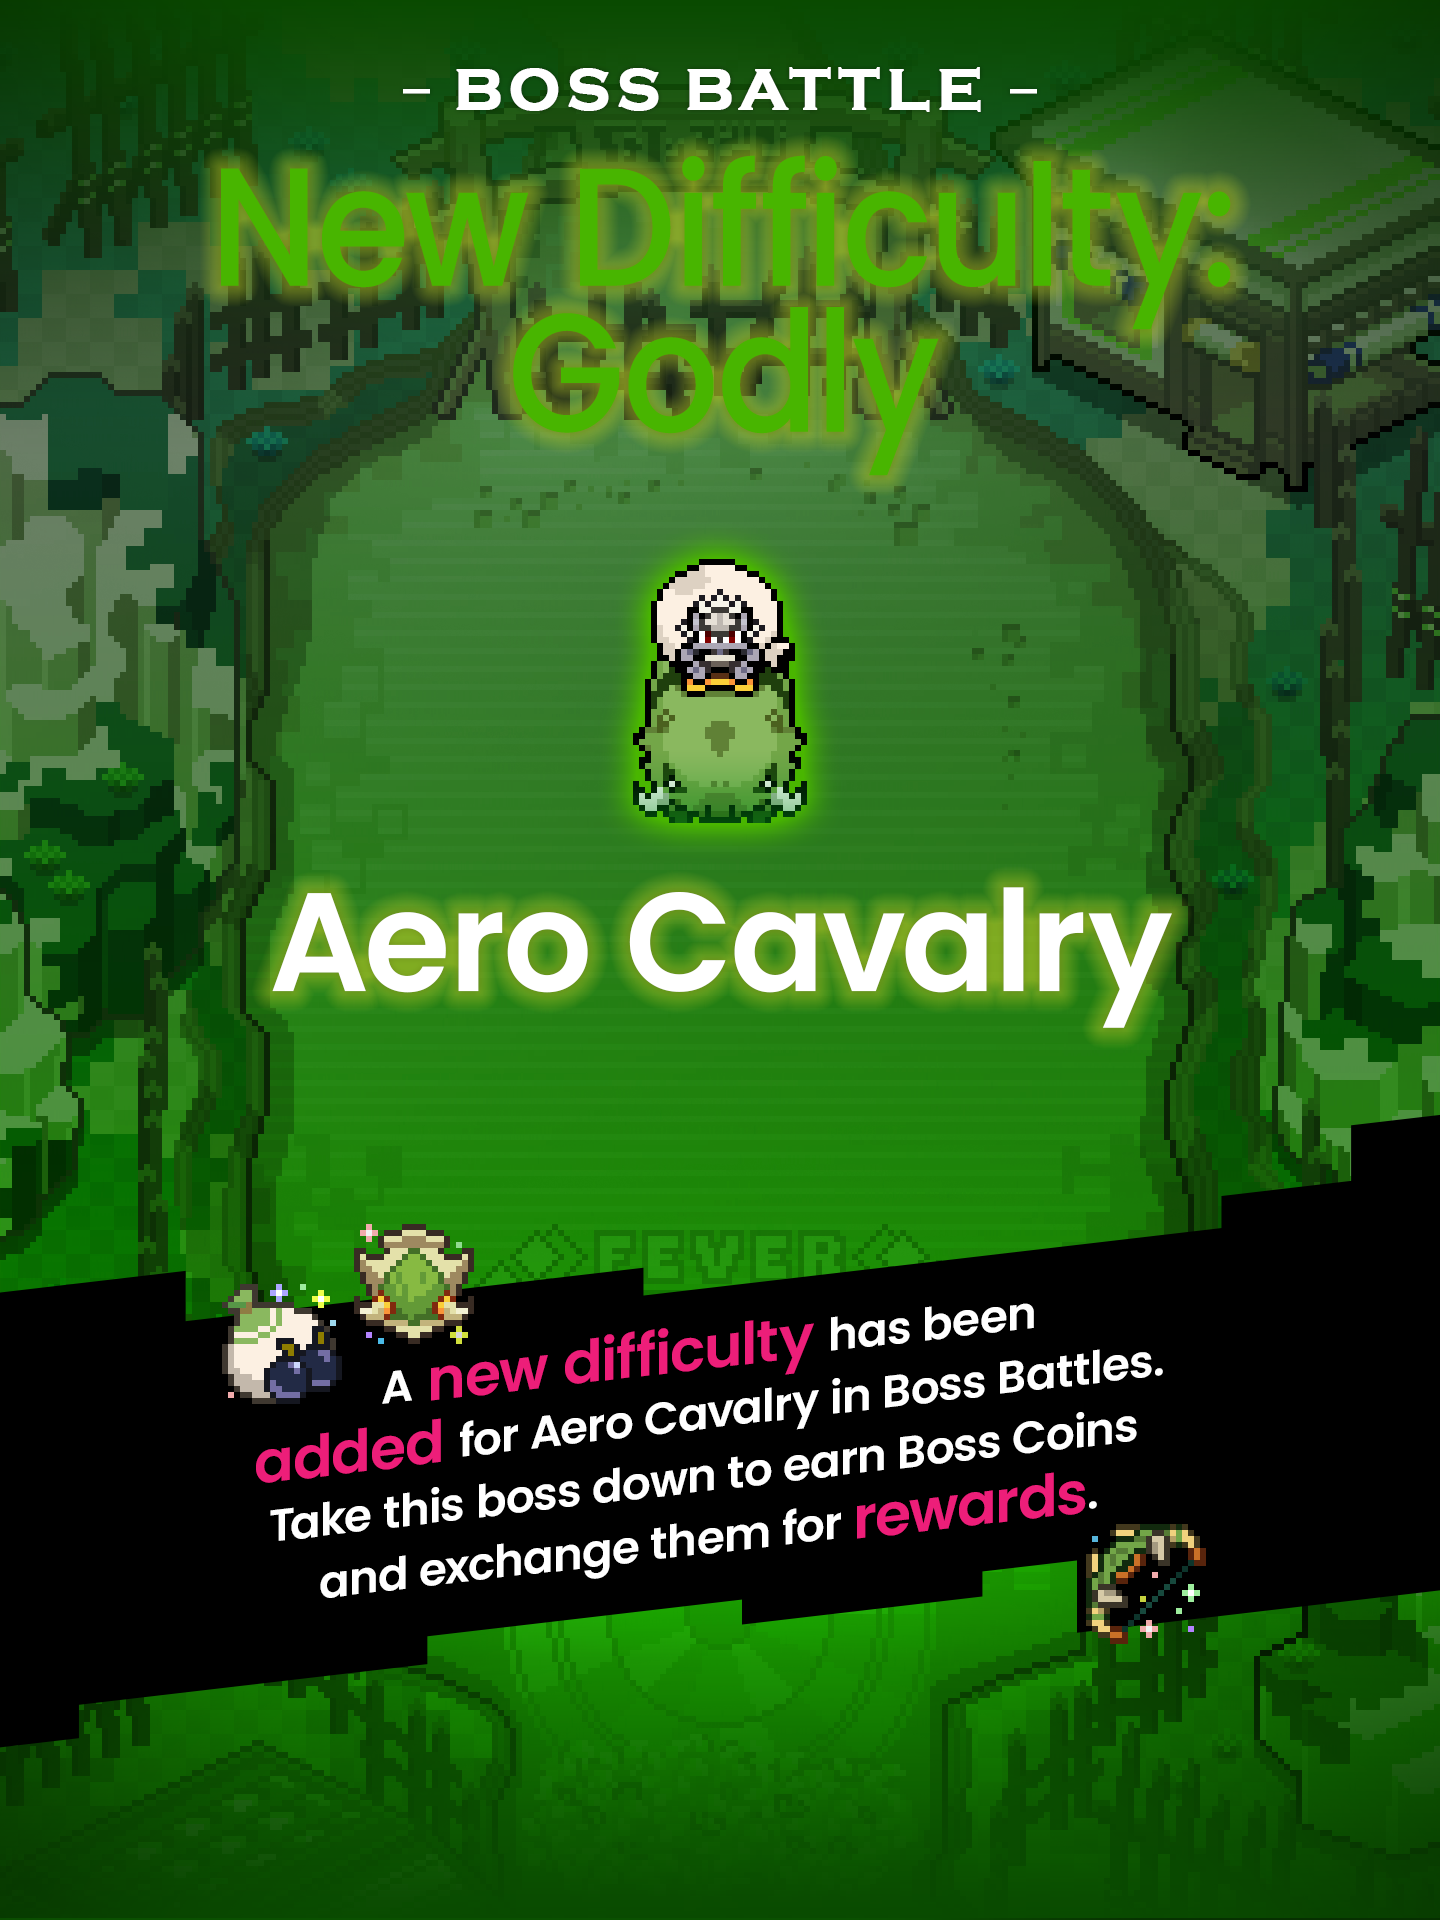 – BOSS BATTLE –
New Difficulty:
Godly
Aero Cavalry
FEVER
A new difficulty has been
added for Aero Cavalry in Boss Battles.
Take this boss down to earn Boss Coins
and exchange them for rewards.